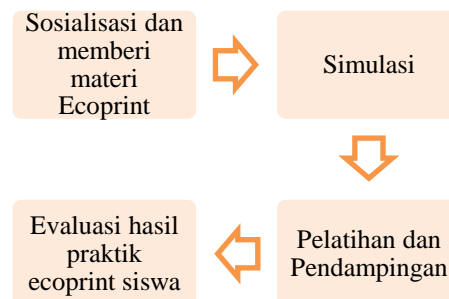 Sosialisasi dan
memberi
materi
Ecoprint
Simulasi
Pelatihan dan
Pendampingan
Evaluasi hasil
praktik
ecoprint siswa